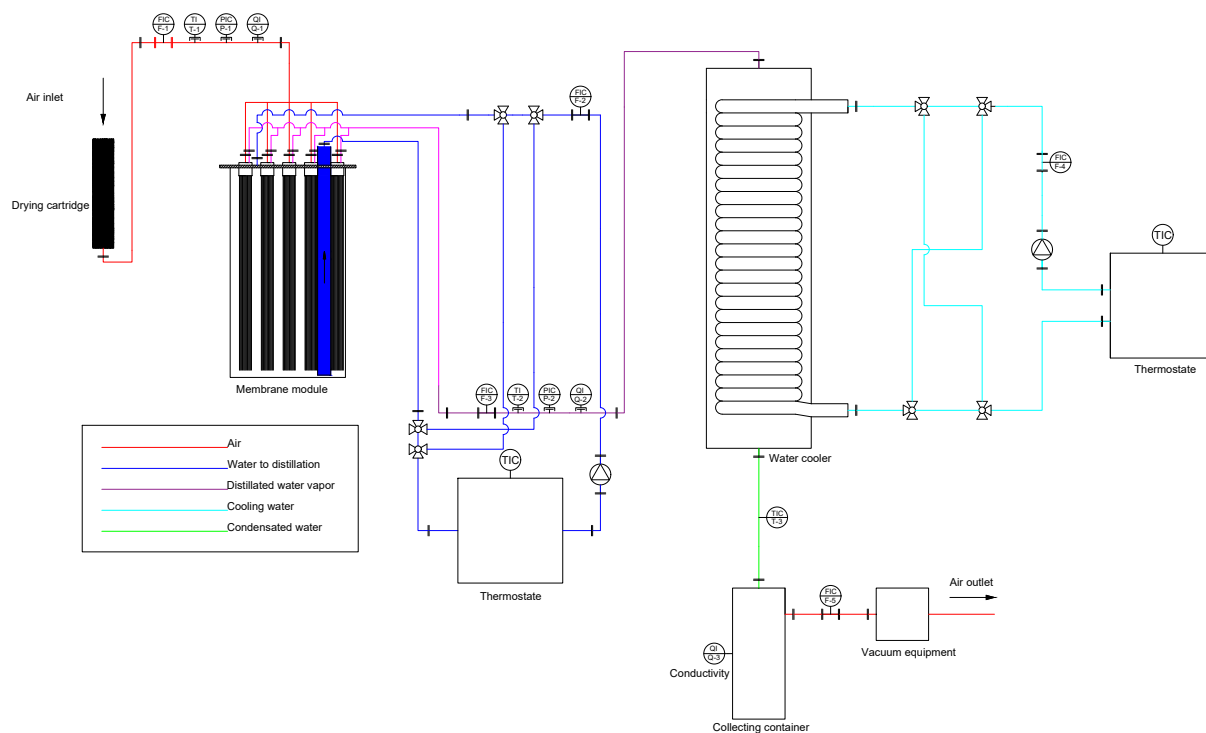 FIC
F-1
TI
T-1
PIC
P-1
QI
Q-1
Air inlet
Drying cartridge
Membrane module
FIC
F-2
FIC
F-4
TIC
Thermostate
FIC
F-3
TI
T-2
PIC
P-2
QI
Q-2
Water cooler
Air
Water to distillation
Distillated water vapor
Cooling water
Condensated water
TIC
Thermostate
TIC
T-3
FIC
F-5
Air outlet
Vacuum equipment
QI
Q-3
Conductivity
Collecting container